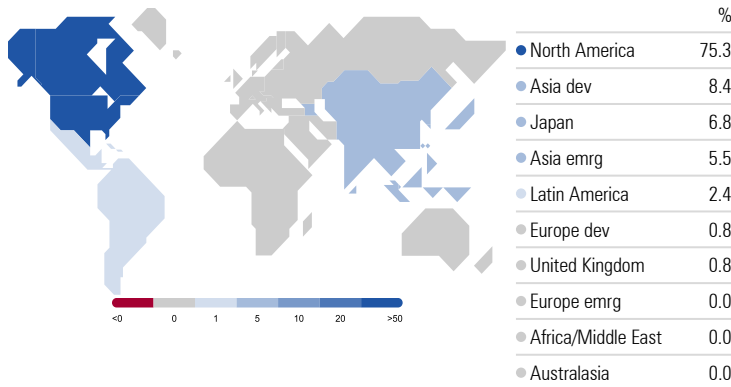 %
North America 75.3
Asia dev 8.4
Japan 6.8
Asia emrg 5.5
Latin America 2.4
Europe dev 0.8
United Kingdom 0.8
Europe emrg 0.0
Africa/Middle East 0.0
Australasia 0.0
<0 0 1 5 10 20 >50